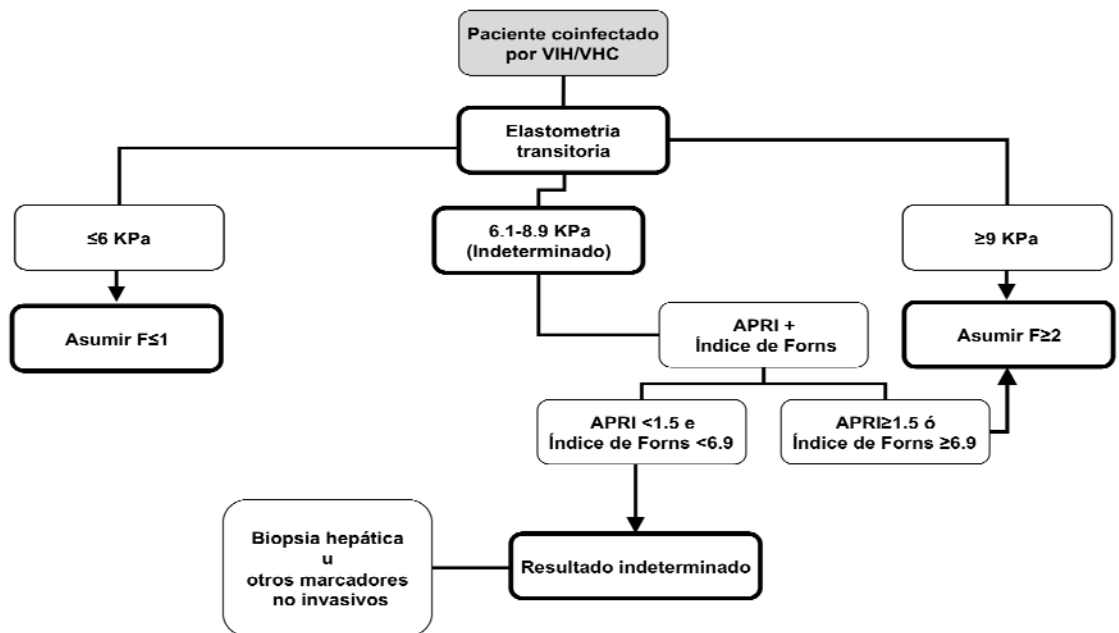 Paciente coinfectado
por VIH/VHC
Elastometría
transitoria
≤6 KPa
6.1-8.9 KPa
(Indeterminado)
≥9 KPa
Asumir F≤1
APRI +
Índice de Forns
Asumir F≥2
APRI <1.5 e
Índice de Forns <6.9
APRI≥1.5 ó
Índice de Forns ≥6.9
Biopsia hepática
u
otros marcadores
no invasivos
Resultado indeterminado